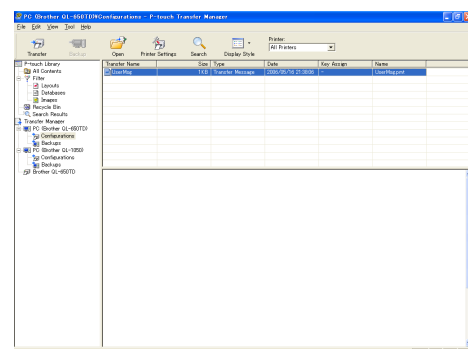 PC (Brother QL-650TD)¥Configurations - P-touch Transfer Manager
File Edit View Tool Help
Transfer Backup Open Printer Settings Search Display Style Printer: All Printers
P-touch Library
All Contents
Filter
Layouts
Databases
Images
Recycle Bin
Search Results
Transfer Manager
PC (Brother QL-650TD)
Configurations
Backups
PC (Brother QL-1050)
Configurations
Backups
Brother QL-650TD
Transfer Name Size Type Date Key Assign Name
UserMsg 1KB Transfer Message 2006/05/16 21:38:06 - UserMsg.pmt